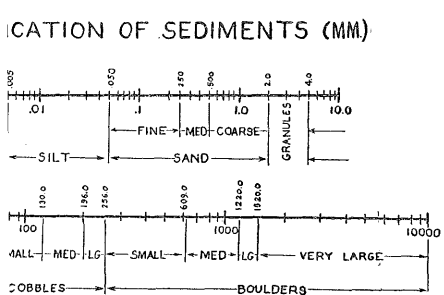 ICATION OF SEDIMENTS (MM.)
.005 .050 .250 .500 2.0 4.0
.01 .1 1.0 10.0
FINE MED COARSE GRANULES
SILT SAND
130.0 196.0 256.0 609.0 1220.0 1520.0
100 1000 10000
MALL MED LG SMALL MED LG VERY LARGE
COBBLES BOULDERS